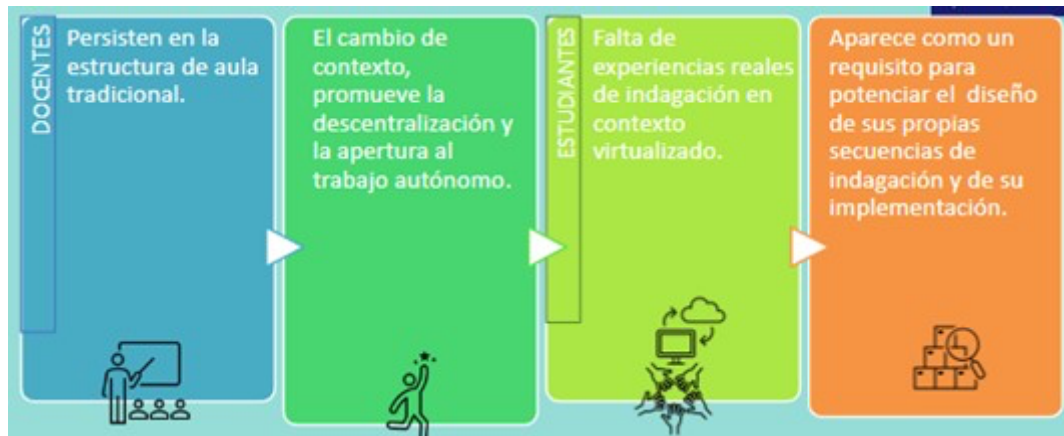 DOCENTES
Persisten en la
estructura de aula
tradicional.
El cambio de
contexto,
promueve la
descentralización y
la apertura al
trabajo autónomo.
ESTUDIANTES
Falta de
experiencias reales
de indagación en
contexto
virtualizado.
Aparece como un
requisito para
potenciar el diseño
de sus propias
secuencias de
indagación y de su
implementación.